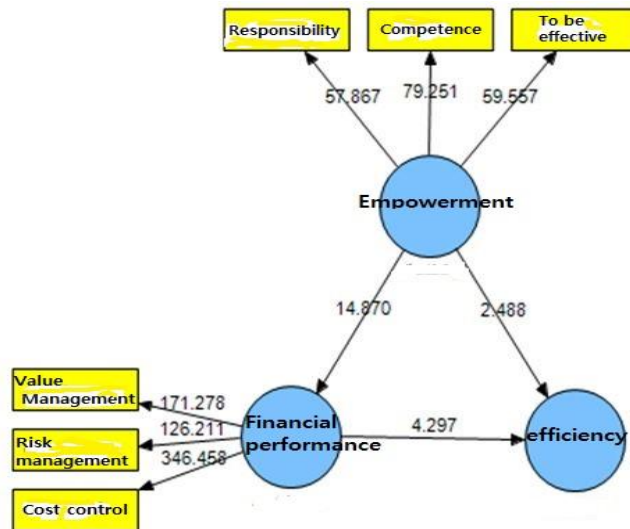 Responsibility
Competence
To be
effective
57.867
79.251
59.557
Empowerment
14.870
2.488
Value
Management
171.278
Risk
management
126.211
Cost control
346.458
Financial
performance
4.297
efficiency